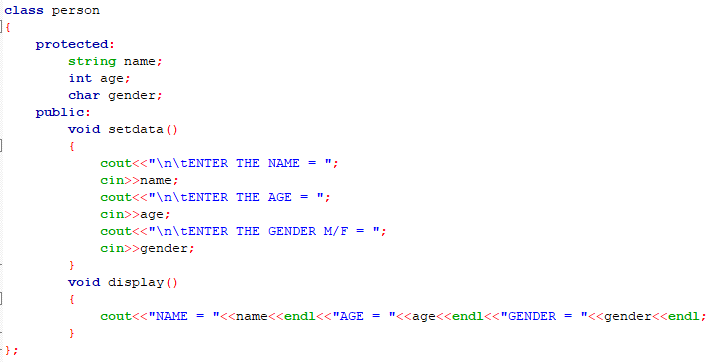 class person
{
    protected:
        string name;
        int age;
        char gender;
    public:
        void setdata()
        {
            cout<<"\n\tENTER THE NAME = ";
            cin>>name;
            cout<<"\n\tENTER THE AGE = ";
            cin>>age;
            cout<<"\n\tENTER THE GENDER M/F = ";
            cin>>gender;
        }
        void display()
        {
            cout<<"NAME = "<<name<<endl<<"AGE = "<<age<<endl<<"GENDER = "<<gender<<endl;
        }
};